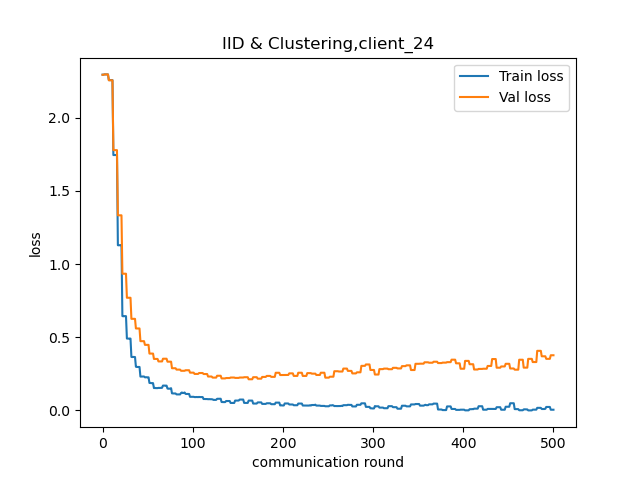 IID & Clustering,client_24
Train loss
Val loss
2.0
1.5
1.0
0.5
0.0
loss
0
100
200
300
400
500
communication round